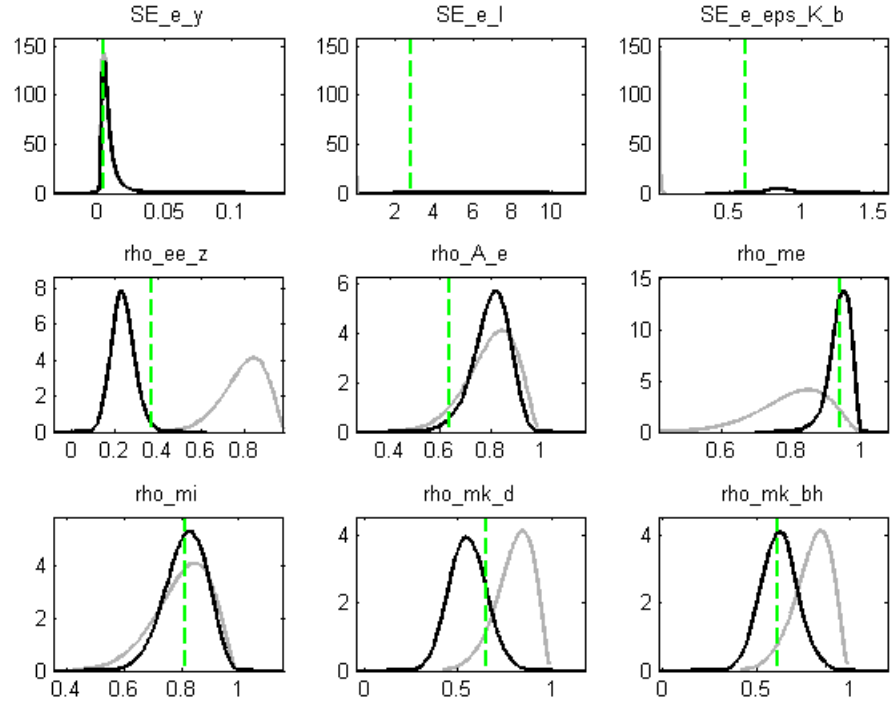 SE_e_y SE_e_l SE_e_eps_K_b
150 150 150
100 100 100
50 50 50
0 0 0
0 0.05 0.1 2 4 6 8 10 0.5 1 1.5
rho_ee_z rho_A_e rho_me
8 6 15
6 4 10
4 2 5
2 0 0
0
0 0.2 0.4 0.6 0.8 0.4 0.6 0.8 1 0.6 0.8 1
rho_mi rho_mk_d rho_mk_bh
4 4 4
2 2 2
0 0 0
0.4 0.6 0.8 1 0 0.5 1 0 0.5 1